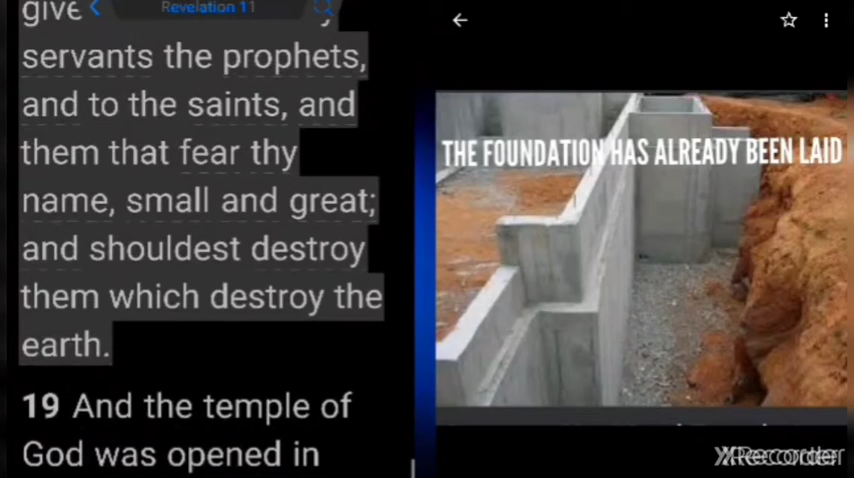 give
Revelation 11
servants the prophets,
and to the saints, and
them that fear thy
name, small and great;
and shouldest destroy
them which destroy the
earth.
19 And the temple of
God was opened in
THE FOUNDATION HAS ALREADY BEEN LAID
XRecorder